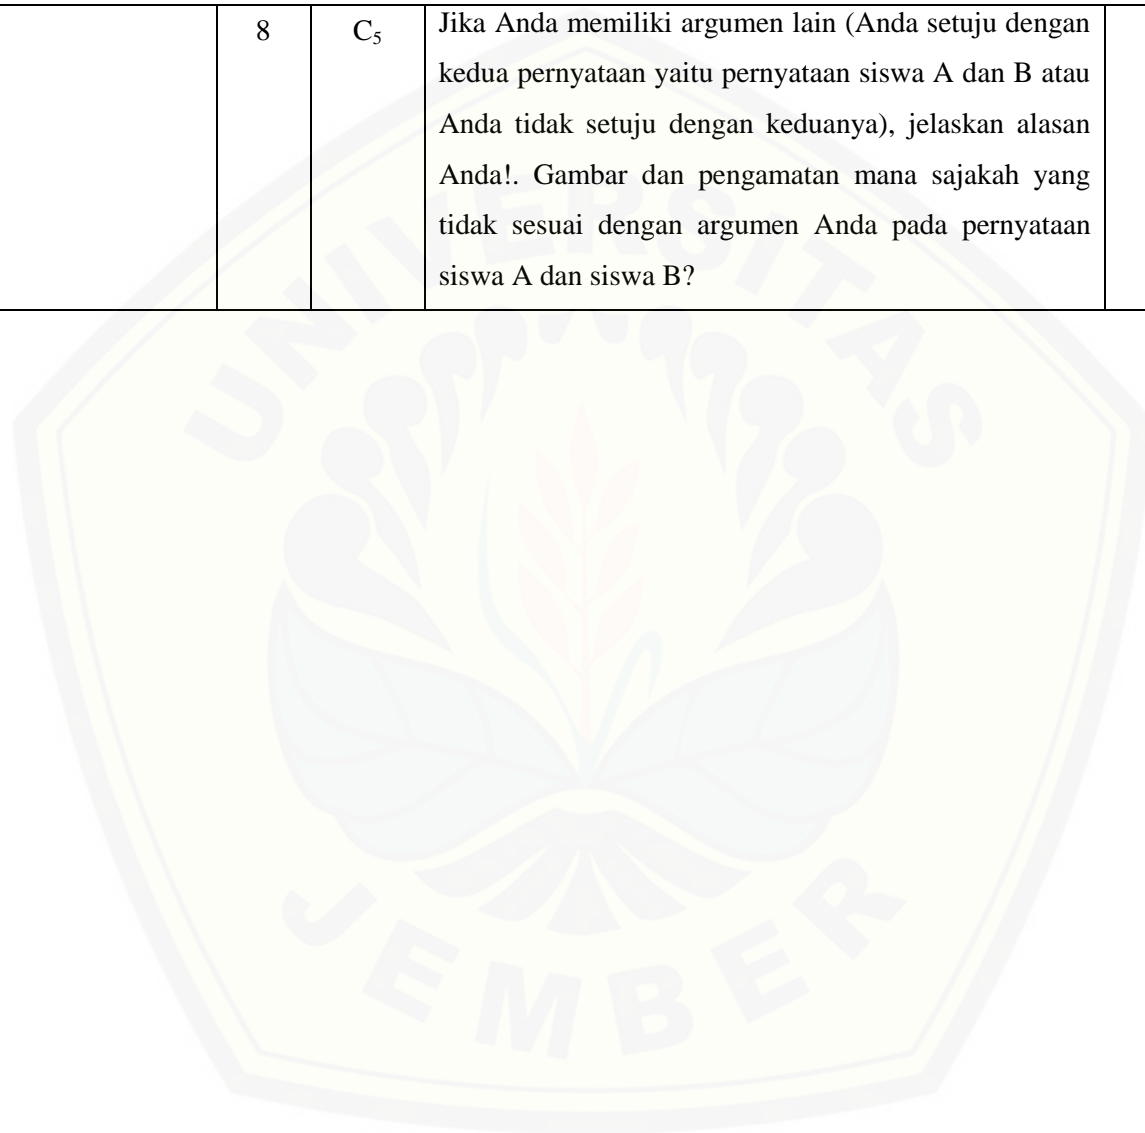 8 C₅ Jika Anda memiliki argumen lain (Anda setuju dengan
kedua pernyataan yaitu pernyataan siswa A dan B atau
Anda tidak setuju dengan keduanya), jelaskan alasan
Anda!. Gambar dan pengamatan mana sajakah yang
tidak sesuai dengan argumen Anda pada pernyataan
siswa A dan siswa B?
UNIVERSITAS
JEMBER